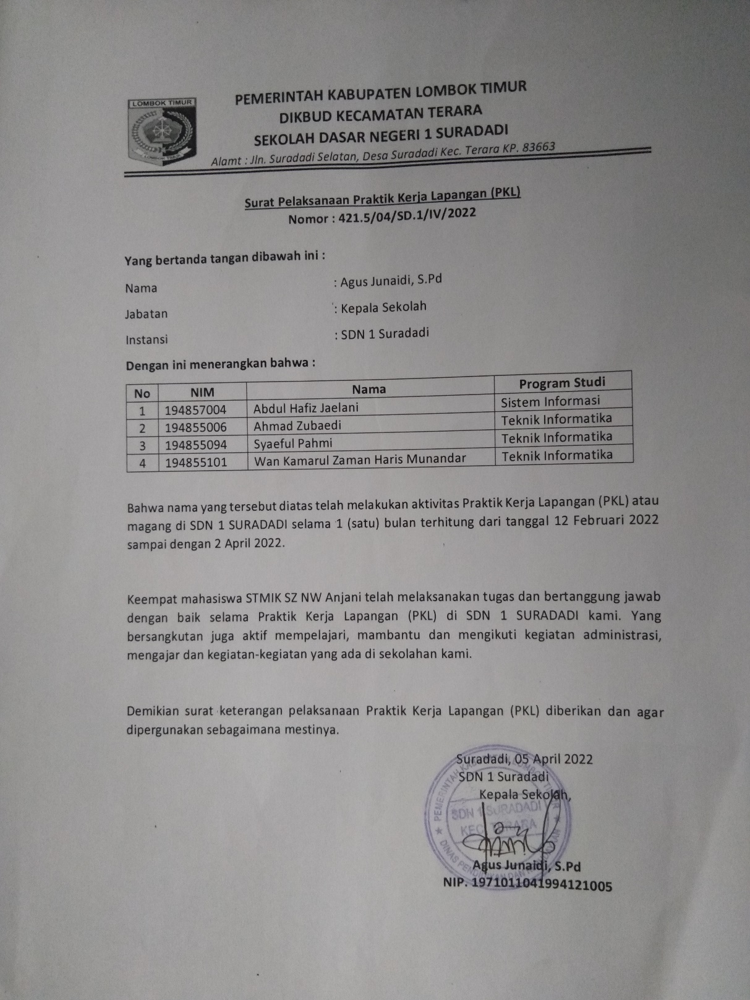 LOMBOK TIMUR
PEMERINTAH KABUPATEN LOMBOK TIMUR
DIKBUD KECAMATAN TERARA
SEKOLAH DASAR NEGERI 1 SURADADI
Alamt : Jln. Suradadi Selatan, Desa Suradadi Kec. Terara KP. 83663
Surat Pelaksanaan Praktik Kerja Lapangan (PKL)
Nomor : 421.5/04/SD.1/IV/2022
Yang bertanda tangan dibawah ini :
Nama : Agus Junaidi, S.Pd
Jabatan : Kepala Sekolah
Instansi : SDN 1 Suradadi
Dengan ini menerangkan bahwa :
No NIM Nama Program Studi
1 194857004 Abdul Hafiz Jaelani Sistem Informasi
2 194855006 Ahmad Zubaedi Teknik Informatika
3 194855094 Syaeful Pahmi Teknik Informatika
4 194855101 Wan Kamarul Zaman Haris Munandar Teknik Informatika
Bahwa nama yang tersebut diatas telah melakukan aktivitas Praktik Kerja Lapangan (PKL) atau
magang di SDN 1 SURADADI selama 1 (satu) bulan terhitung dari tanggal 12 Februari 2022
sampai dengan 2 April 2022.
Keempat mahasiswa STMIK SZ NW Anjani telah melaksanakan tugas dan bertanggung jawab
dengan baik selama Praktik Kerja Lapangan (PKL) di SDN 1 SURADADI kami. Yang
bersangkutan juga aktif mempelajari, mambantu dan mengikuti kegiatan administrasi,
mengajar dan kegiatan-kegiatan yang ada di sekolahan kami.
Demikian surat keterangan pelaksanaan Praktik Kerja Lapangan (PKL) diberikan dan agar
dipergunakan sebagaimana mestinya.
Suradadi, 05 April 2022
SDN 1 Suradadi
Kepala Sekolah,
PEMERINTAH KABUPATEN LOMBOK TIMUR
SDN 1 SURADADI
KEC. TERARA
DINAS PENDIDIKAN DAN KEBUDAYAAN
Agus Junaidi, S.Pd
NIP. 197101104199412 1005